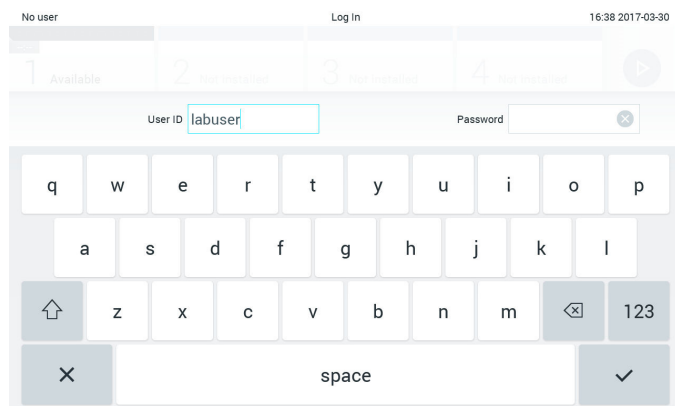 No user Log In 16:38 2017-03-30
1 Available 2 Not installed 3 Not installed 4 Not installed
User ID labuser Password
q w e r t y u i o p
a s d f g h j k l
z x c v b n m 123
space